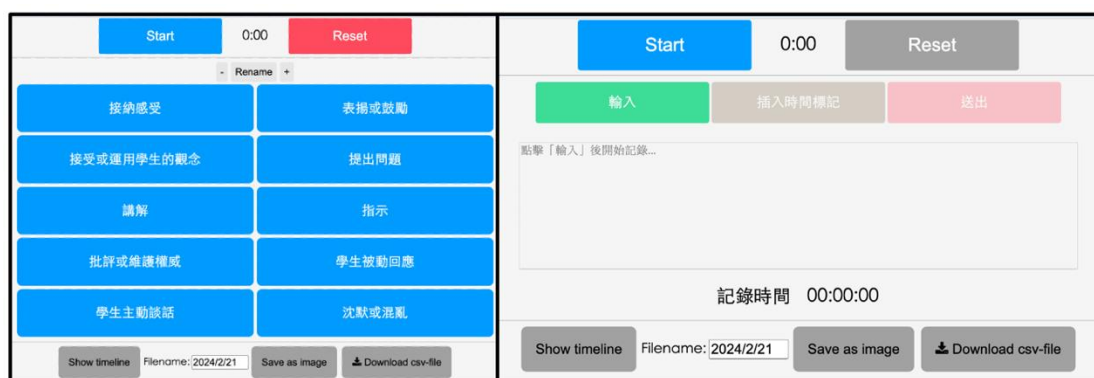 Start 0:00 Reset
- Rename +
接納感受 表揚或鼓勵
接受或運用學生的觀念 提出問題
講解 指示
批評或維護權威 學生被動回應
學生主動談話 沈默或混亂
Show timeline Filename: 2024/2/21 Save as image Download csv-file
Start 0:00 Reset
輸入 插入時間標記 送出
點擊「輸入」後開始記錄...
記錄時間 00:00:00
Show timeline Filename: 2024/2/21 Save as image Download csv-file